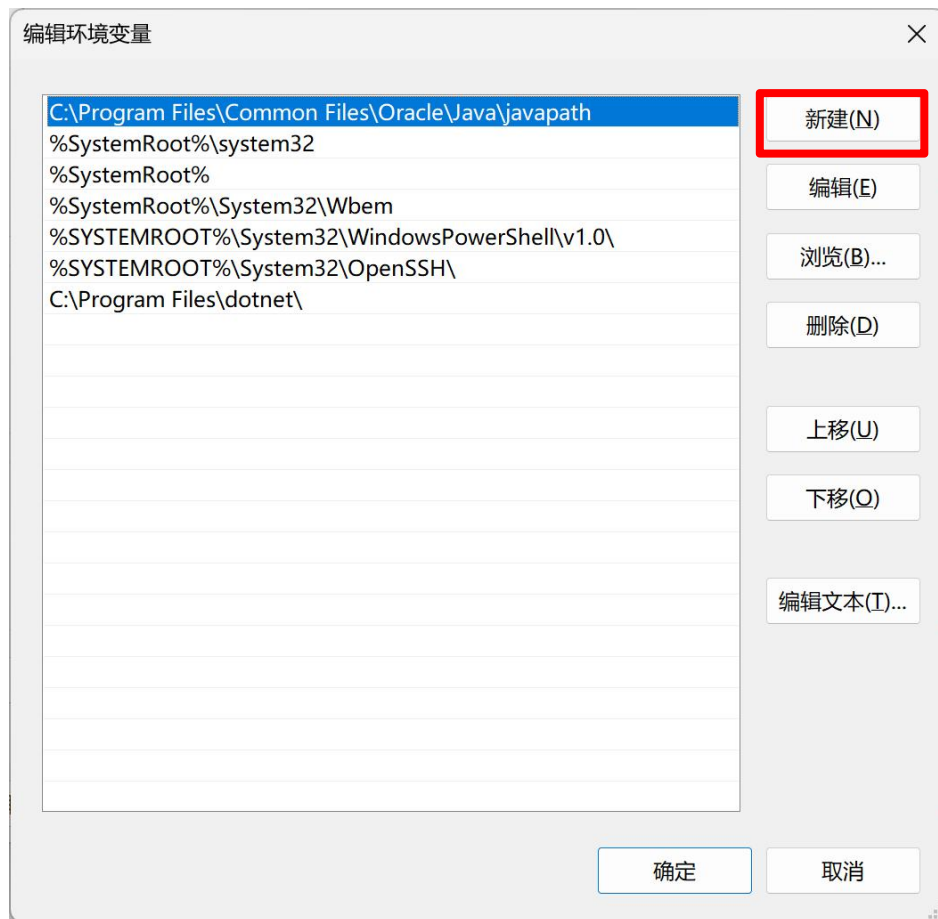 编辑环境变量
C:\Program Files\Common Files\Oracle\Java\javapath
%SystemRoot%\system32
%SystemRoot%
%SystemRoot%\System32\Wbem
%SYSTEMROOT%\System32\WindowsPowerShell\v1.0\
%SYSTEMROOT%\System32\OpenSSH\
C:\Program Files\dotnet\
新建(N)
编辑(E)
浏览(B)...
删除(D)
上移(U)
下移(O)
编辑文本(T)...
确定
取消